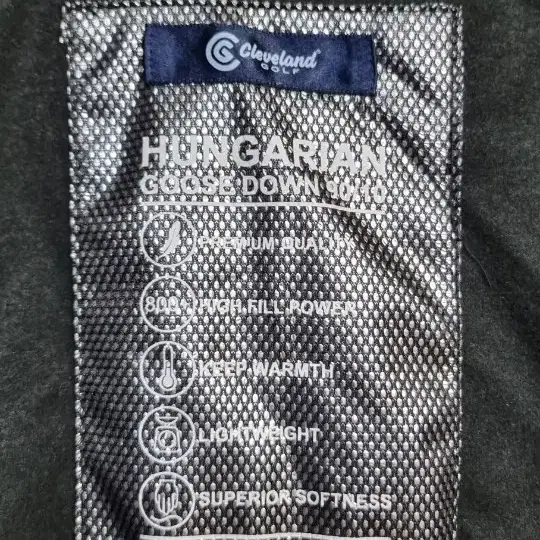 Cleveland
GOLF
HUNGARIAN
GOOSE DOWN 90/10
PREMIUM QUALITY
800+ HIGH FILL POWER
KEEP WARMTH
LIGHTWEIGHT
SUPERIOR SOFTNESS